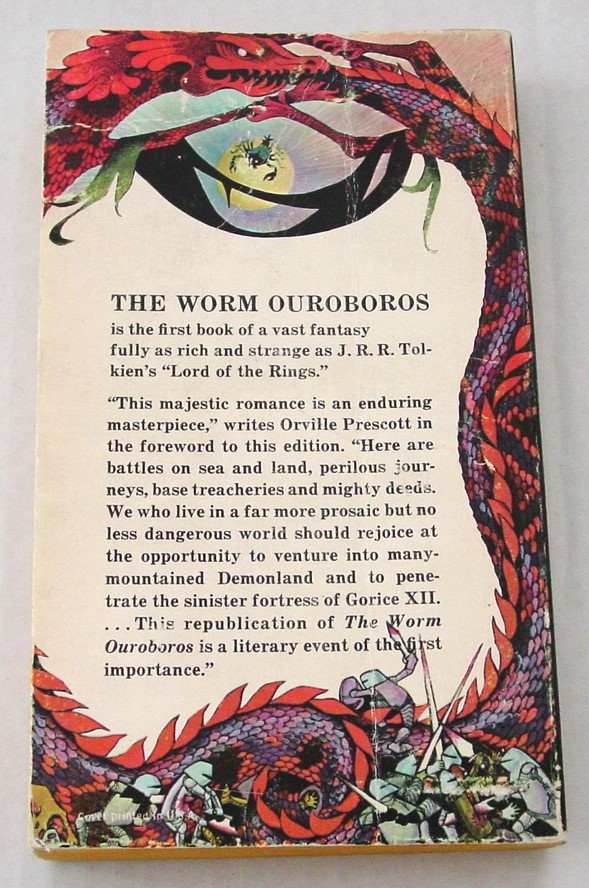 THE WORM OUROBOROS
is the first book of a vast fantasy
fully as rich and strange as J. R. R. Tol-
kien's "Lord of the Rings."
"This majestic romance is an enduring
masterpiece," writes Orville Prescott in
the foreword to this edition. "Here are
battles on sea and land, perilous jour-
neys, base treacheries and mighty deeds.
We who live in a far more prosaic but no
less dangerous world should rejoice at
the opportunity to venture into many-
mountained Demonland and to pene-
trate the sinister fortress of Gorice XII.
. . . This republication of The Worm
Ouroboros is a literary event of the first
importance."
Cover printed in U.S.A.